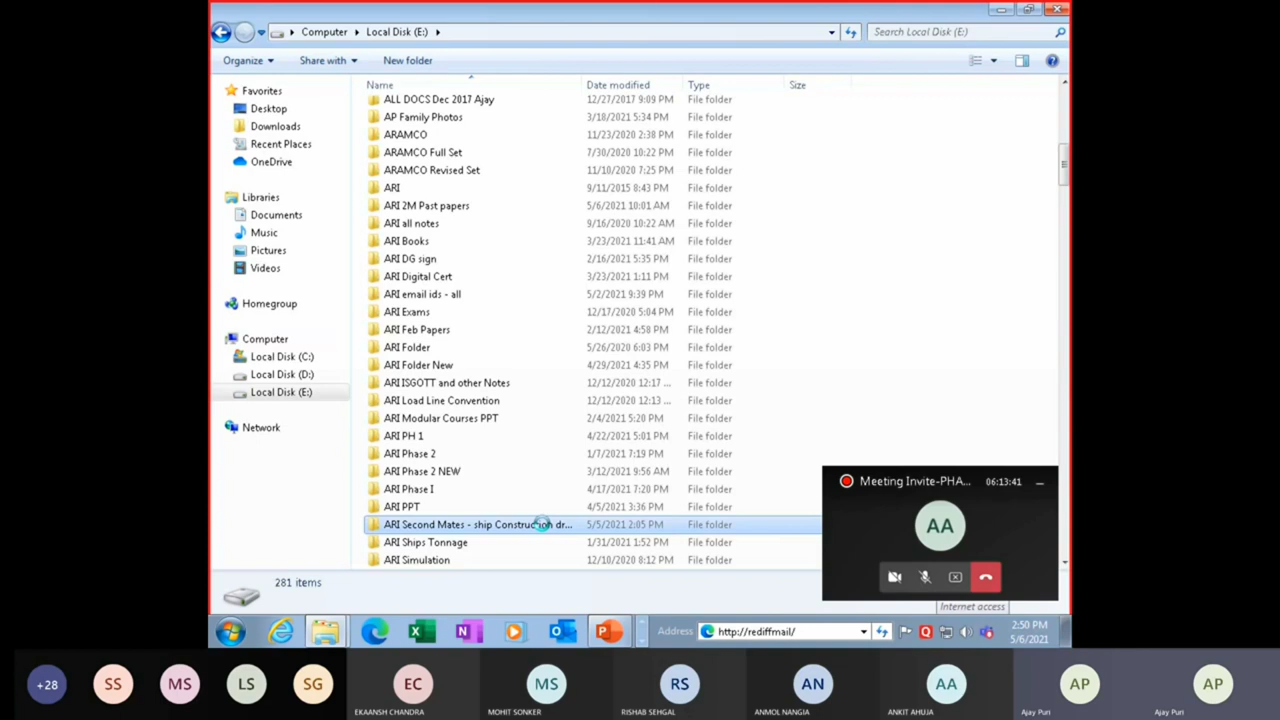 Computer
Local Disk (E:)
Search Local Disk (E:)
Organize
Share with
New folder
Name
Date modified
Type
Size
Favorites
Desktop
Downloads
Recent Places
OneDrive
Libraries
Documents
Music
Pictures
Videos
Homegroup
Computer
Local Disk (C:)
Local Disk (D:)
Local Disk (E:)
Network
ALL DOCS Dec 2017 Ajay 12/27/2017 9:09 PM File folder
AP Family Photos 3/18/2021 5:34 PM File folder
ARAMCO 11/23/2020 2:38 PM File folder
ARAMCO Full Set 7/30/2020 10:22 PM File folder
ARAMCO Revised Set 11/10/2020 7:25 PM File folder
ARI 9/11/2015 8:43 PM File folder
ARI 2M Past papers 5/6/2021 10:01 AM File folder
ARI all notes 9/16/2020 10:22 AM File folder
ARI Books 3/23/2021 11:41 AM File folder
ARI DG sign 2/16/2021 5:35 PM File folder
ARI Digital Cert 3/23/2021 1:11 PM File folder
ARI email ids - all 5/2/2021 9:39 PM File folder
ARI Exams 12/17/2020 5:04 PM File folder
ARI Feb Papers 2/12/2021 4:58 PM File folder
ARI Folder 5/26/2020 6:03 PM File folder
ARI Folder New 4/29/2021 4:35 PM File folder
ARI ISGOTT and other Notes 12/12/2020 12:17 ... File folder
ARI Load Line Convention 12/12/2020 12:13 ... File folder
ARI Modular Courses PPT 2/4/2021 5:20 PM File folder
ARI PH 1 4/22/2021 5:01 PM File folder
ARI Phase 2 1/7/2021 7:19 PM File folder
ARI Phase 2 NEW 3/12/2021 9:56 AM File folder
ARI Phase I 4/17/2021 7:20 PM File folder
ARI PPT 4/5/2021 3:36 PM File folder
ARI Second Mates - ship Construction dr... 5/5/2021 2:05 PM File folder
ARI Ships Tonnage 1/31/2021 1:52 PM File folder
ARI Simulation 12/10/2020 8:12 PM File folder
Meeting Invite-PHA... 06:13:41
AA
281 items
Internet access
Address http://rediffmail/
2:50 PM
5/6/2021
+28
SS
MS
LS
SG
EC
EKAANSH CHANDRA
MS
MOHIT SONKER
RS
RISHAB SEHGAL
AN
ANMOL NANGIA
AA
ANKIT AHUJA
AP
Ajay Puri
AP
Ajay Puri